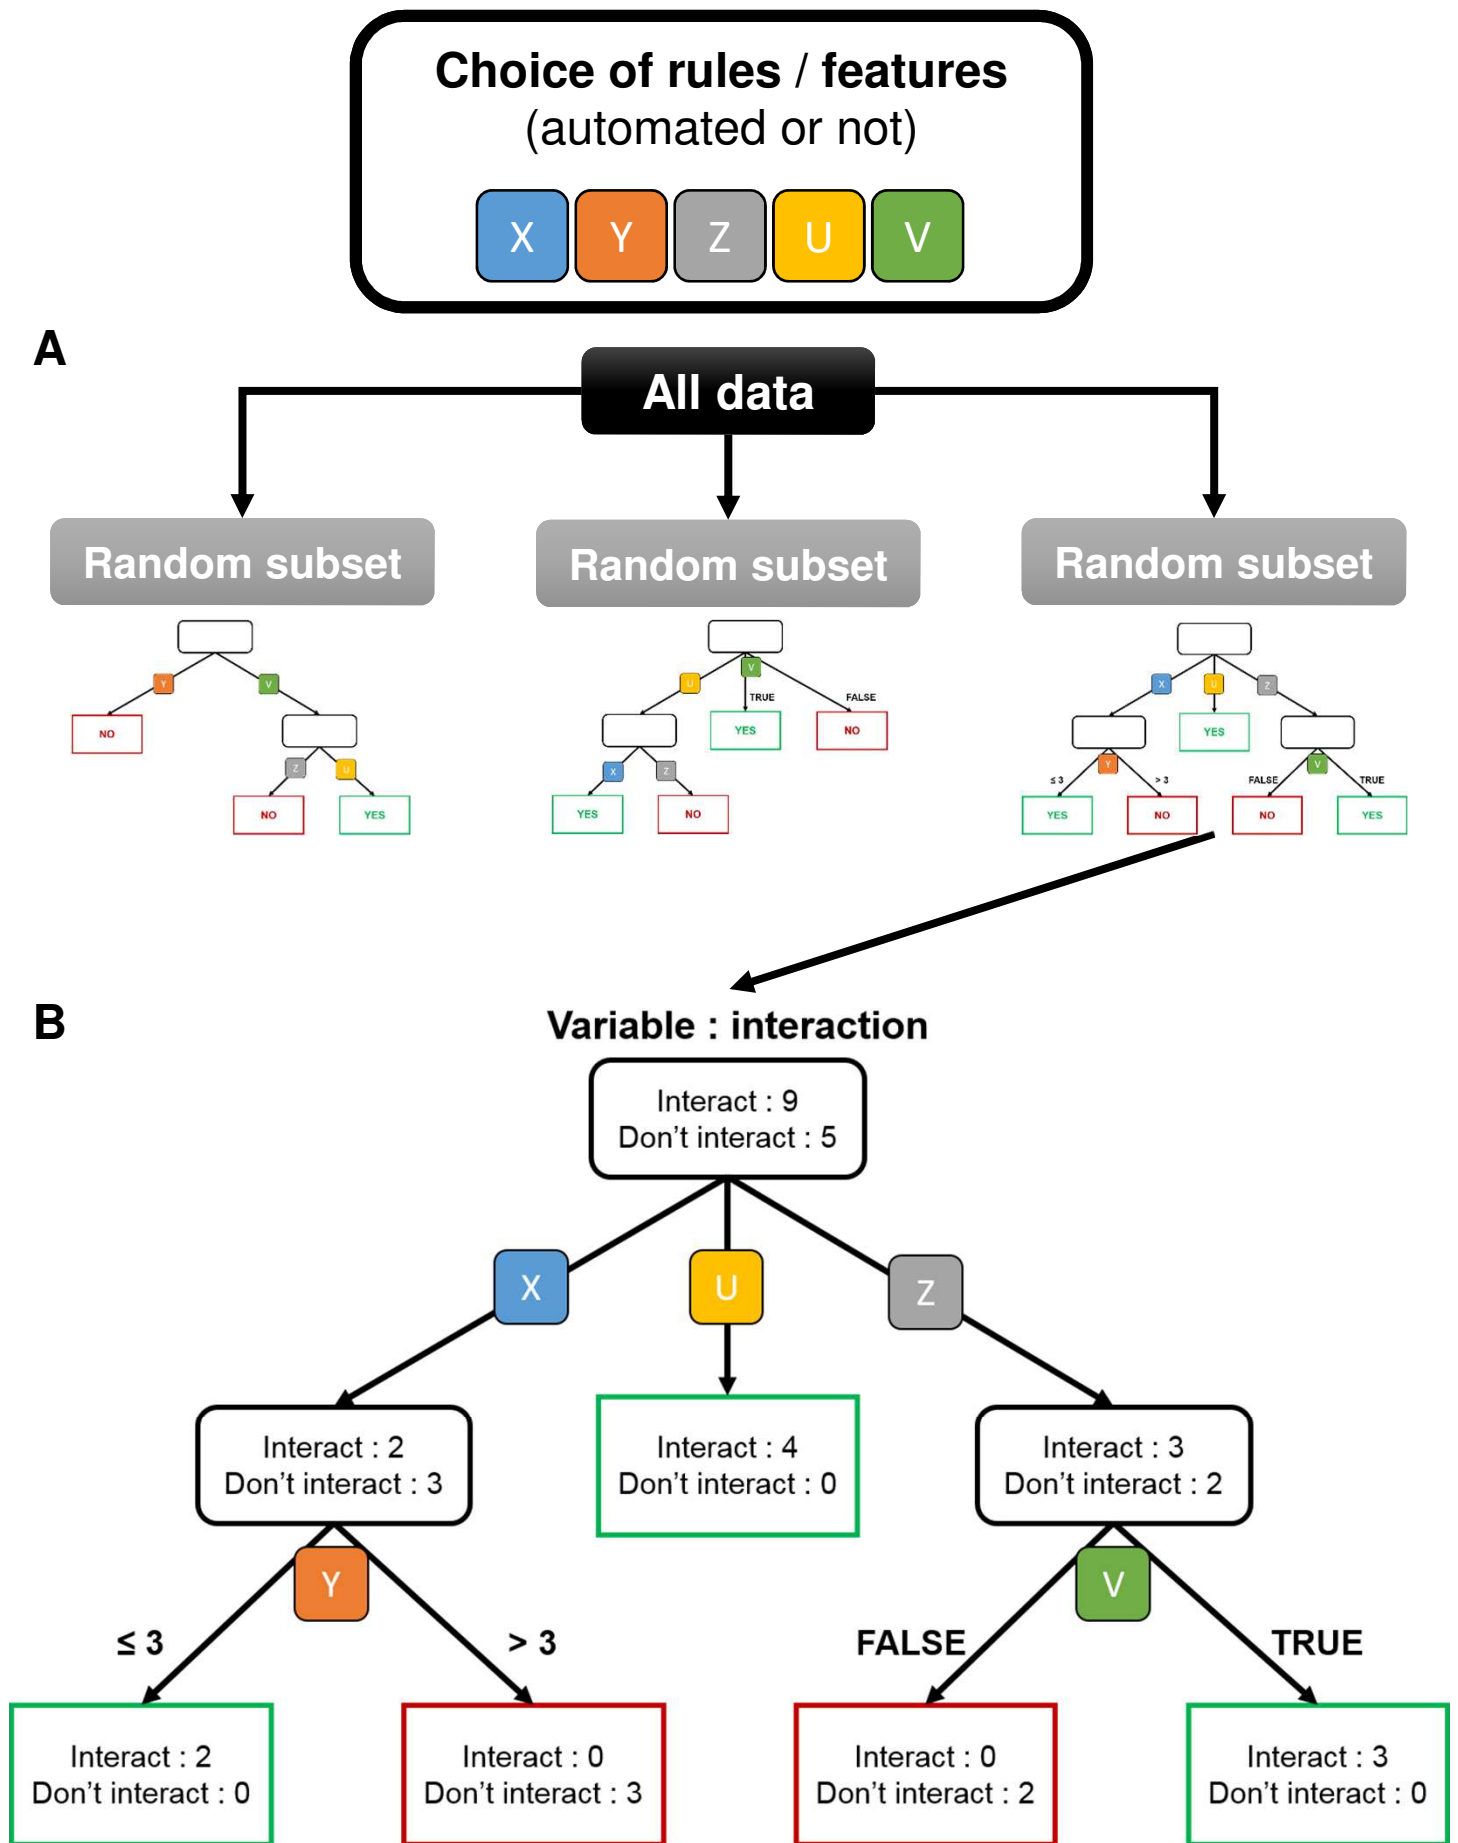 Choice of rules / features
(automated or not)
X Y Z U V
A
All data
Random subset Random subset Random subset
Y V
NO
Z U
NO YES
U V
TRUE FALSE
YES NO
X Z
YES NO
X U Z
YES
Y V
≤ 3 > 3 FALSE TRUE
YES NO NO YES
B
Variable : interaction
Interact : 9
Don't interact : 5
X U Z
Interact : 2
Don't interact : 3
Interact : 4
Don't interact : 0
Interact : 3
Don't interact : 2
Y V
≤ 3 > 3 FALSE TRUE
Interact : 2
Don't interact : 0
Interact : 0
Don't interact : 3
Interact : 0
Don't interact : 2
Interact : 3
Don't interact : 0